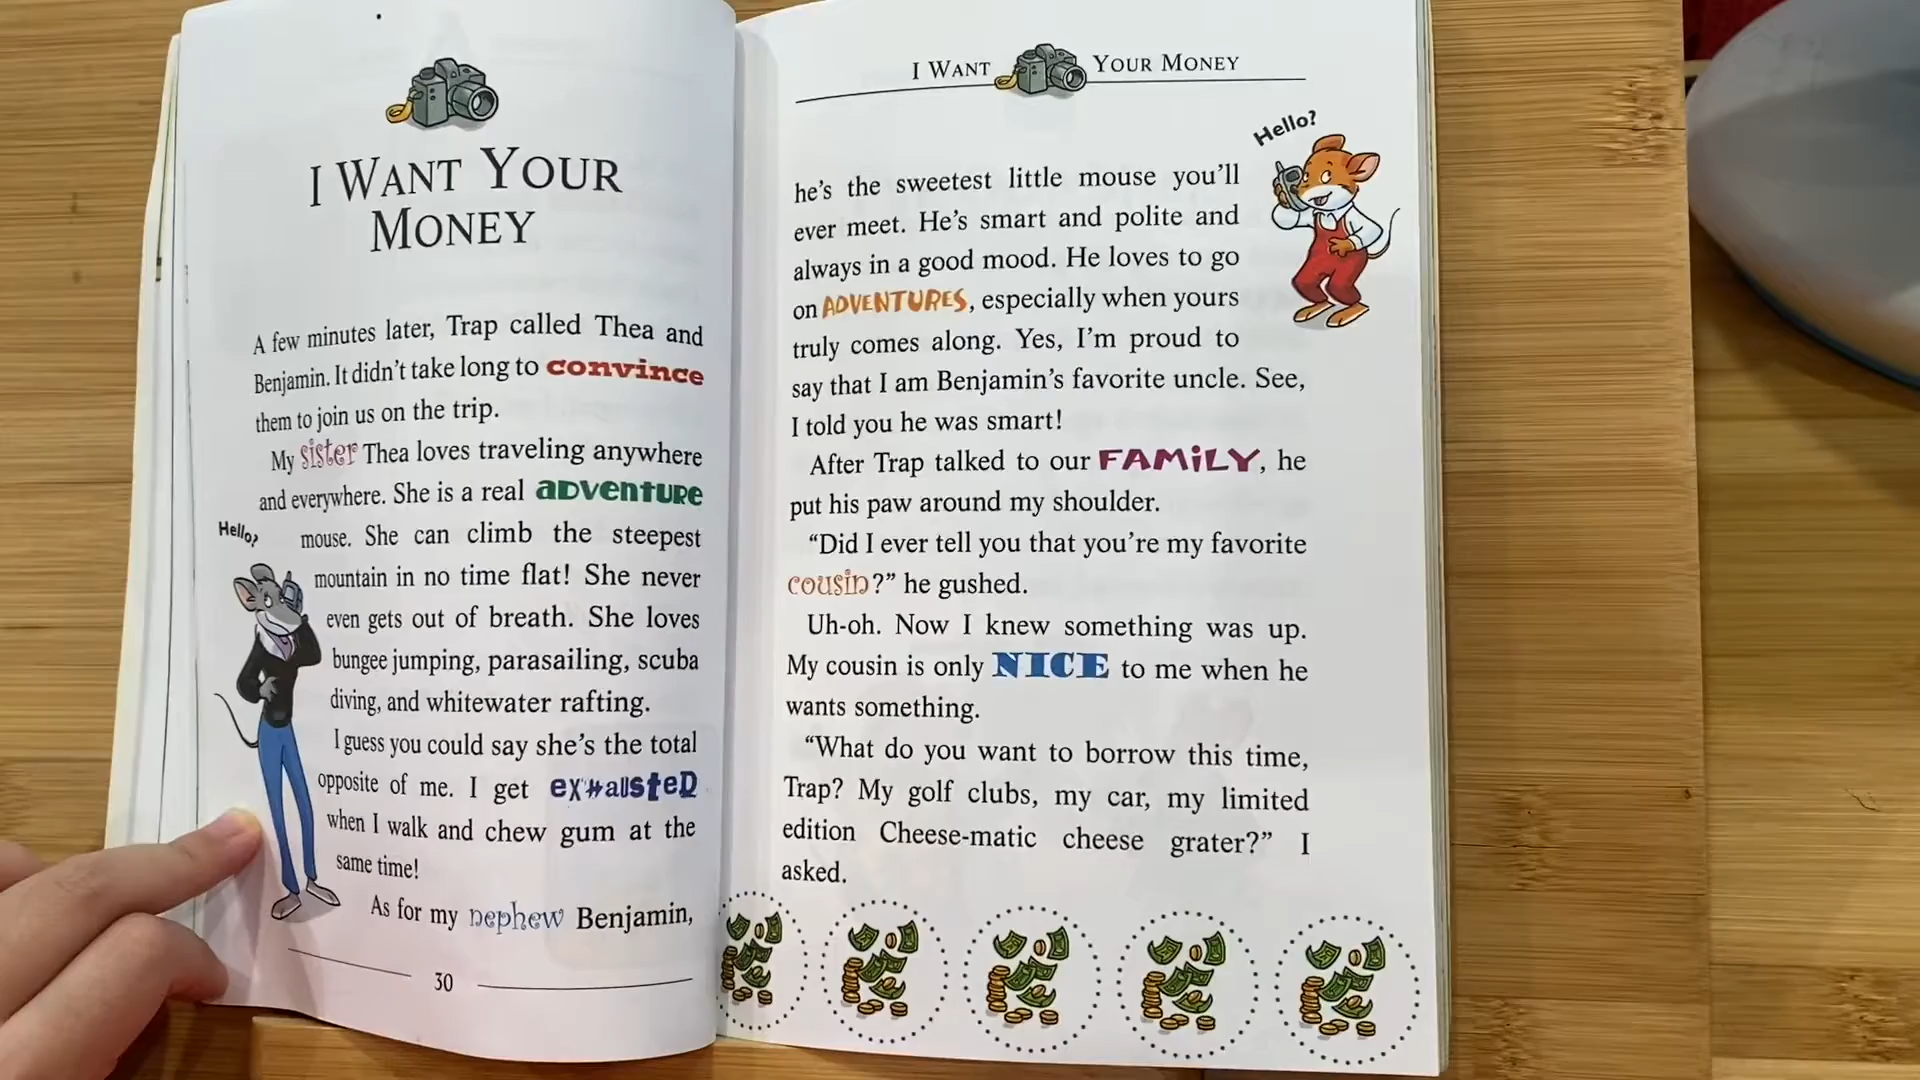 I WANT YOUR
MONEY
A few minutes later, Trap called Thea and
Benjamin. It didn't take long to convince
them to join us on the trip.
My sister Thea loves traveling anywhere
and everywhere. She is a real adventure
Hello?
mouse. She can climb the steepest
mountain in no time flat! She never
even gets out of breath. She loves
bungee jumping, parasailing, scuba
diving, and whitewater rafting.
I guess you could say she's the total
opposite of me. I get exhausted
when I walk and chew gum at the
same time!
As for my nephew Benjamin,
30
I WANT YOUR MONEY
Hello?
he's the sweetest little mouse you'll
ever meet. He's smart and polite and
always in a good mood. He loves to go
on ADVENTURES, especially when yours
truly comes along. Yes, I'm proud to
say that I am Benjamin's favorite uncle. See,
I told you he was smart!
After Trap talked to our FAMiLY, he
put his paw around my shoulder.
“Did I ever tell you that you're my favorite
cousin?” he gushed.
Uh-oh. Now I knew something was up.
My cousin is only NICE to me when he
wants something.
“What do you want to borrow this time,
Trap? My golf clubs, my car, my limited
edition Cheese-matic cheese grater?” I
asked.